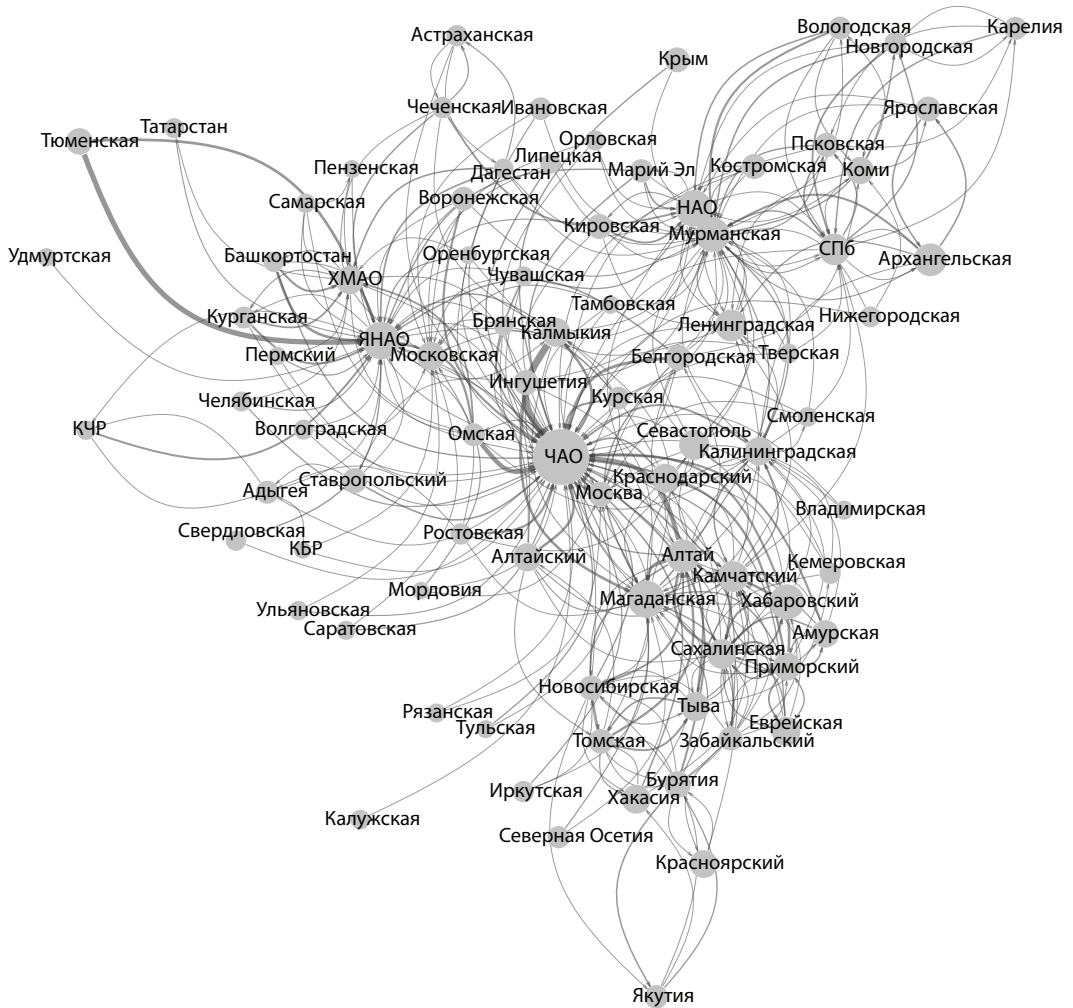 Вологодская
Карелия
Астраханская
Новгородская
Крым
Чеченская
Ивановская
Ярославская
Татарстан
Тюменская
Орловская
Псковская
Липецкая
Пензенская
Дагестан
Марий Эл
Костромская
Коми
Самарская
Воронежская
НАО
Кировская
Мурманская
СПб
Удмуртская
Башкортостан
Оренбургская
Архангельская
ХМАО
Чувашская
Тамбовская
Курганская
Брянская
Калмыкия
Ленинградская
Нижегородская
ЯНАО
Пермский
Московская
Белгородская
Тверская
Ингушетия
Челябинская
Курская
КЧР
Волгоградская
Омская
Севастополь
Смоленская
ЧАО
Калининградская
Адыгея
Ставропольский
Краснодарский
Москва
Владимирская
Свердловская
КБР
Ростовская
Алтайский
Алтай
Кемеровская
Камчатский
Мордовия
Магаданская
Хабаровский
Ульяновская
Саратовская
Амурская
Сахалинская
Приморский
Новосибирская
Рязанская
Тыва
Тульская
Еврейская
Томская
Забайкальский
Бурятия
Иркутская
Хакасия
Калужская
Северная Осетия
Красноярский
Якутия